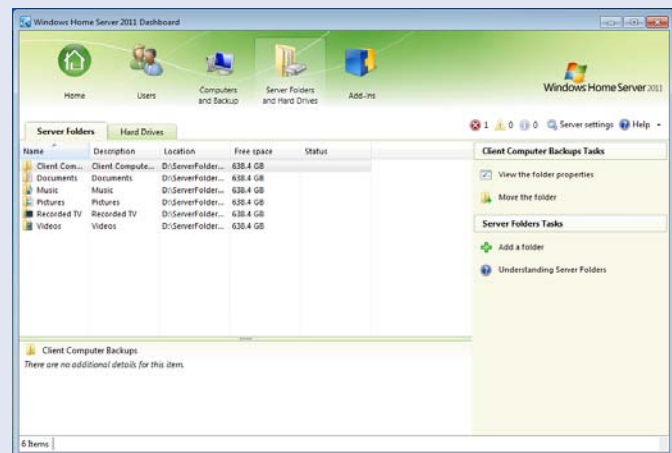 Windows Home Server 2011 Dashboard
Home
Users
Computers and Backup
Server Folders and Hard Drives
Add-Ins
Windows Home Server 2011
Server Folders
Hard Drives
1 0 0 Server settings Help
Name Description Location Free space Status
Client Com... Client Compute... D:\ServerFolder... 638.4 GB
Documents Documents D:\ServerFolder... 638.4 GB
Music Music D:\ServerFolder... 638.4 GB
Pictures Pictures D:\ServerFolder... 638.4 GB
Recorded TV Recorded TV D:\ServerFolder... 638.4 GB
Videos Videos D:\ServerFolder... 638.4 GB
Client Computer Backups Tasks
View the folder properties
Move the folder
Server Folders Tasks
Add a folder
Understanding Server Folders
Client Computer Backups
There are no additional details for this item.
6 Items